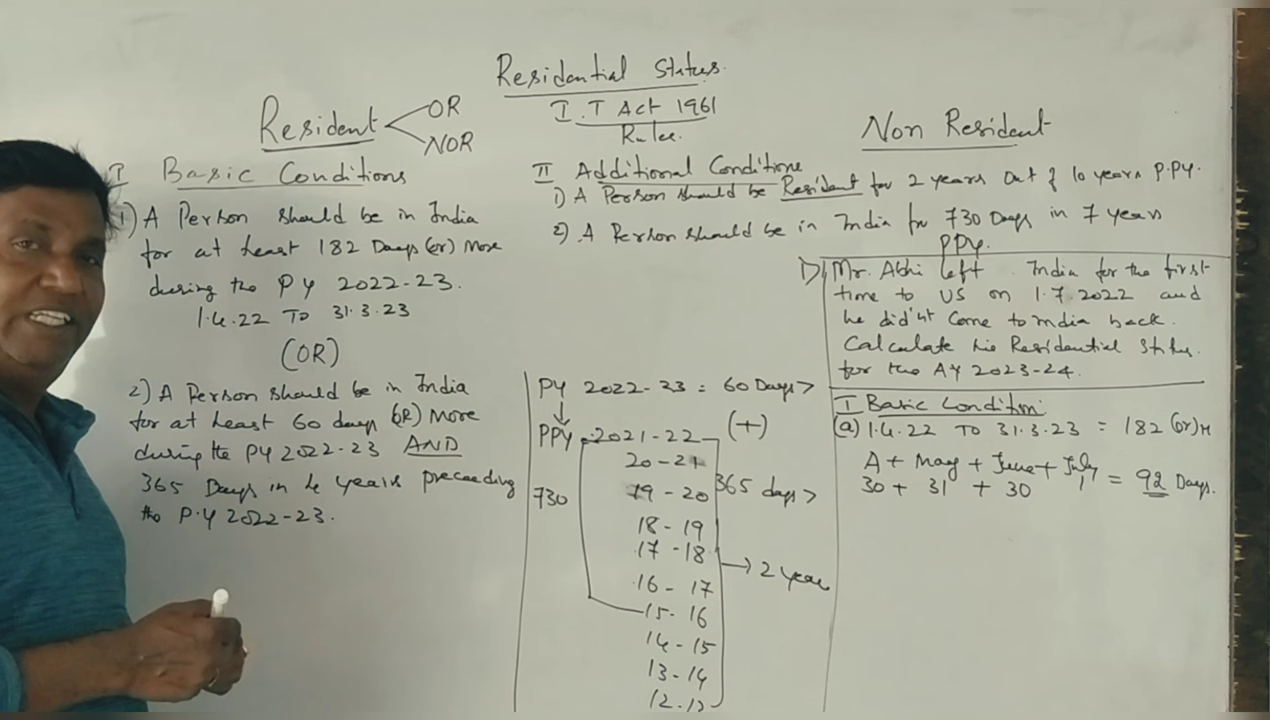 Residential Status.
I.T Act 1961
Rules.
Resident OR
NOR
Non Resident
I Basic Conditions
1) A Person should be in India
for at least 182 Days (or) More
during the PY 2022-23.
1.4.22 To 31.3.23
(OR)
2) A Person should be in India
for at least 60 days (OR) More
during the PY 2022-23 AND
365 Days in 4 years preceeding
the P.Y 2022-23.
II Additional Conditions
1) A Person should be Resident for 2 years out of 10 years P.PY.
2) A Person should be in India for 730 Days in 7 years
PPY.
PY 2022-23 = 60 Days >
(+)
PPY 2021-22
20-21
19-20
365 days >
730
18-19
17-18
16-17
→ 2 years
15-16
14-15
13-14
12-13
1) Mr. Abhi left India for the first
time to US on 1.7.2022 and
he did'nt come to India back.
Calculate his Residential Status.
for the AY 2023-24.
I Basic Condition:
(a) 1.4.22 TO 31.3.23 = 182 (or) M
A + May + June + July
30 + 31 + 30 1 = 92 Days.